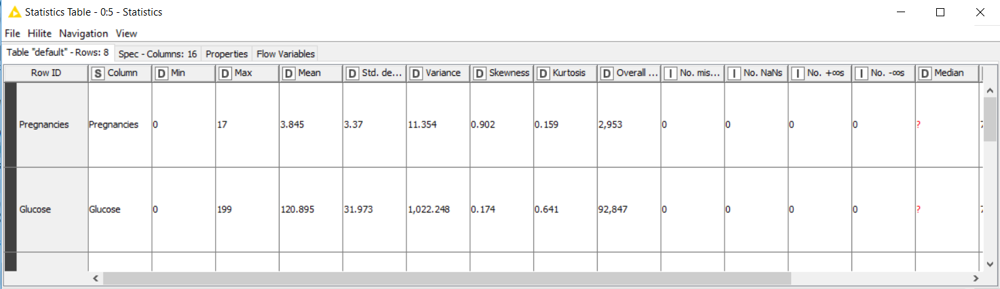 Statistics Table - 0:5 - Statistics
File Hilite Navigation View
Table "default" - Rows: 8 Spec - Columns: 16 Properties Flow Variables
Row ID S Column D Min D Max D Mean D Std. de... D Variance D Skewness D Kurtosis D Overall ... I No. mis... I No. NaNs I No. +∞s I No. -∞s D Median
Pregnancies Pregnancies 0 17 3.845 3.37 11.354 0.902 0.159 2,953 0 0 0 0 ?
Glucose Glucose 0 199 120.895 31.973 1,022.248 0.174 0.641 92,847 0 0 0 0 ?